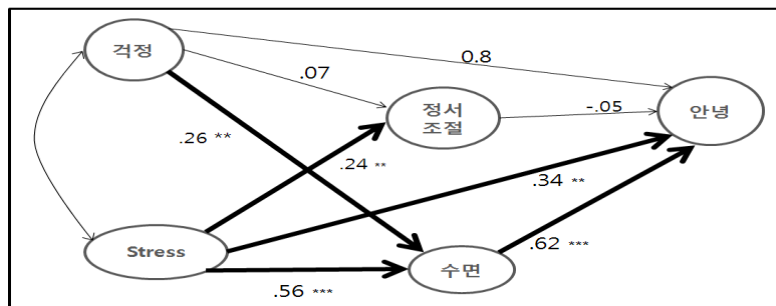 걱정
0.8
.07
정서
조절
-.05
안녕
.26 **
.24 **
.34 **
Stress
수면
.62 ***
.56 ***